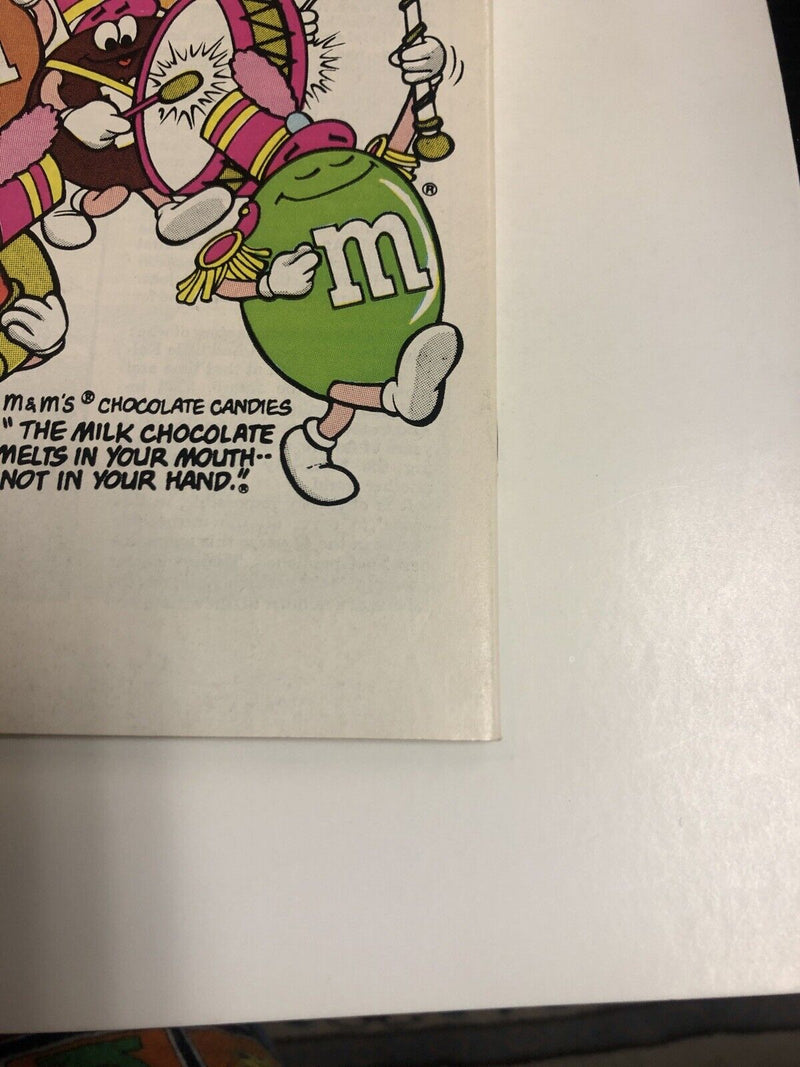 m
®
m&m's ® CHOCOLATE CANDIES
" THE MILK CHOCOLATE
MELTS IN YOUR MOUTH--
NOT IN YOUR HAND."®